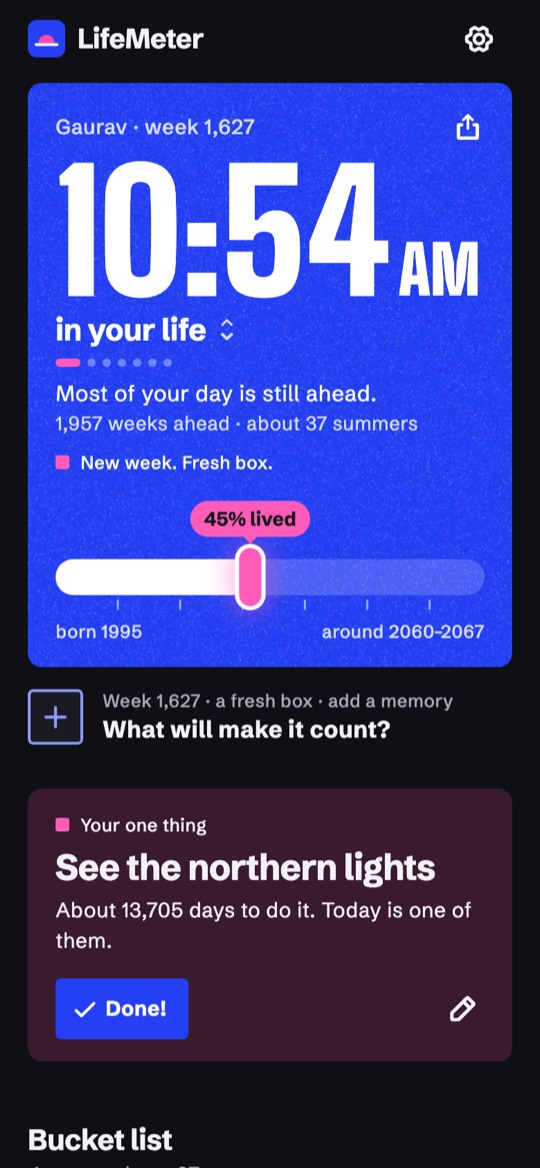 LifeMeter
Gaurav · week 1,627
10:54 AM
in your life
Most of your day is still ahead.
1,957 weeks ahead · about 37 summers
New week. Fresh box.
45% lived
born 1995
around 2060-2067
Week 1,627 · a fresh box · add a memory
What will make it count?
Your one thing
See the northern lights
About 13,705 days to do it. Today is one of
them.
Done!
Bucket list